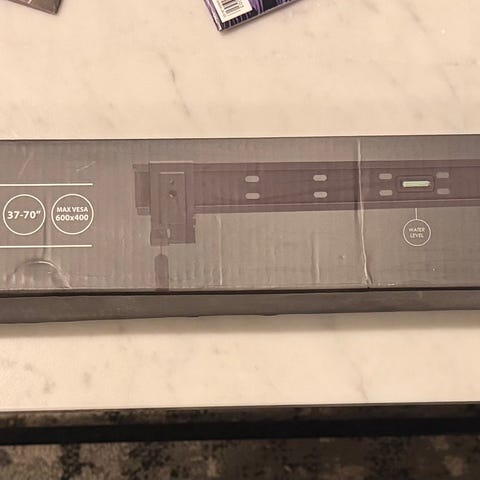 37-70"
MAX VESA
600x400
WATER
LEVEL